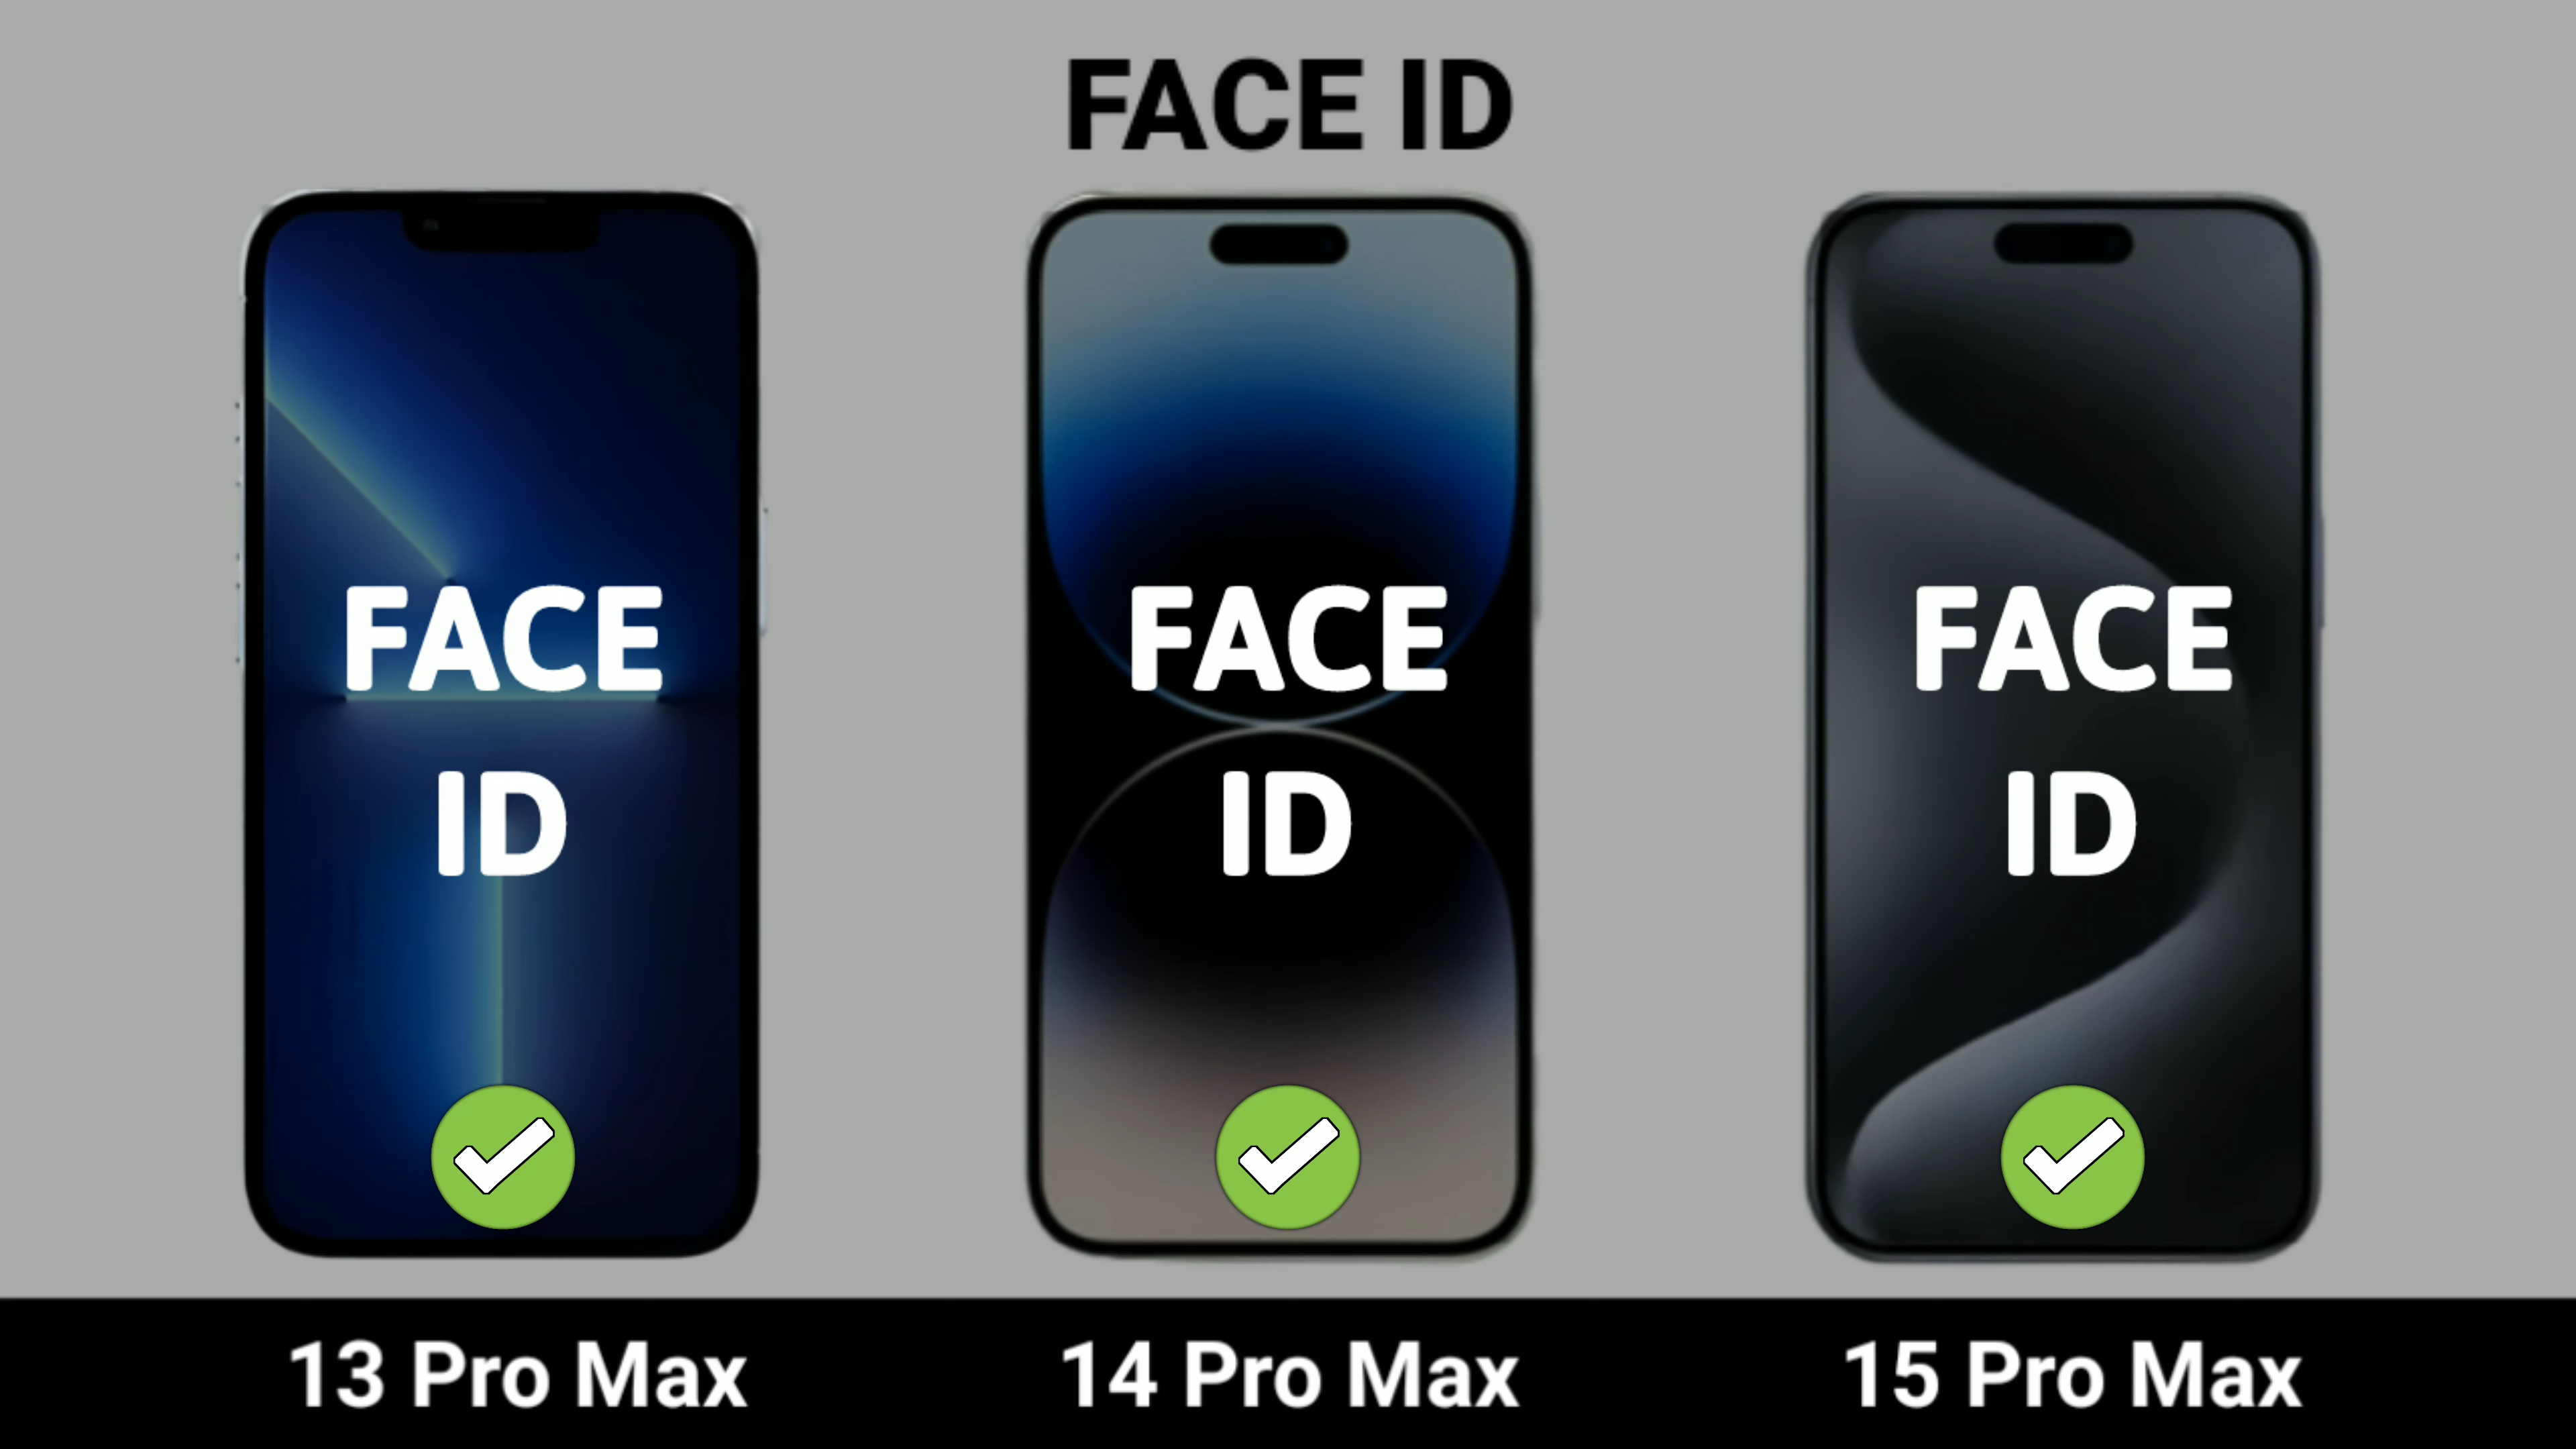 FACE ID
FACE
ID
FACE
ID
FACE
ID
13 Pro Max
14 Pro Max
15 Pro Max